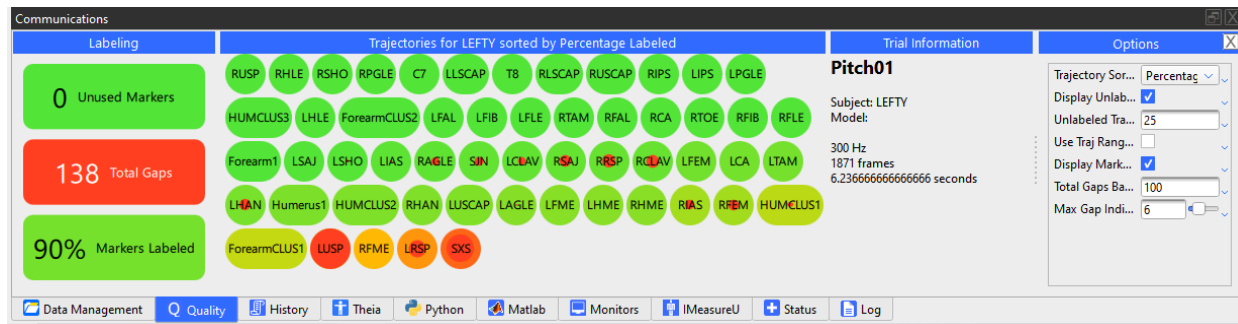 Communications
Labeling
Trajectories for LEFTY sorted by Percentage Labeled
Trial Information
Options
X
0 Unused Markers
138 Total Gaps
90% Markers Labeled
RUSP RHLE RSHO RPGLE C7 LLSCAP T8 RLSCAP RUSCAP RIPS LIPS LPGLE
HUMCLUS3 LHLE ForearmCLUS2 LFAL LFIB LFLE RTAM RFAL RCA RTOE RFIB RFLE
Forearm1 LSAJ LSHO LIAS RAGLE SJN LCLAV RSAJ RRSP RCLAV LFEM LCA LTAM
LHAN Humerus1 HUMCLUS2 RHAN LUSCAP LAGLE LFME LHME RHME RIAS RFEM HUMCLUS1
ForearmCLUS1 LUSP RFME LRSP SXS
Pitch01
Subject: LEFTY
Model:
300 Hz
1871 frames
6.236666666666666 seconds
Trajectory Sor... Percentag
Display Unlab...
Unlabeled Tra... 25
Use Traj Rang...
Display Mark...
Total Gaps Ba... 100
Max Gap Indi... 6
Data Management Q Quality History Theia Python Matlab Monitors IMeasureU Status Log